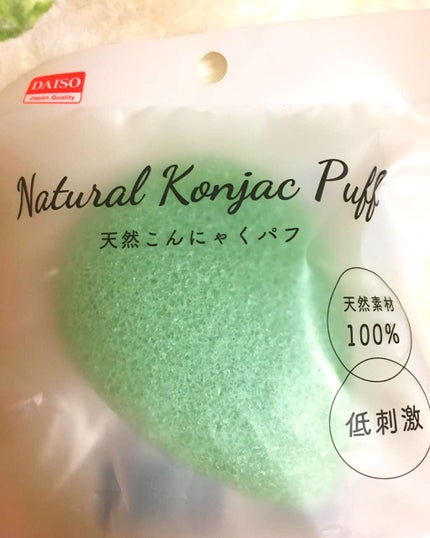 DAISO
Japan Quality
Natural Konjac Puff
天然こんにゃくパフ
天然素材
100%
低刺激